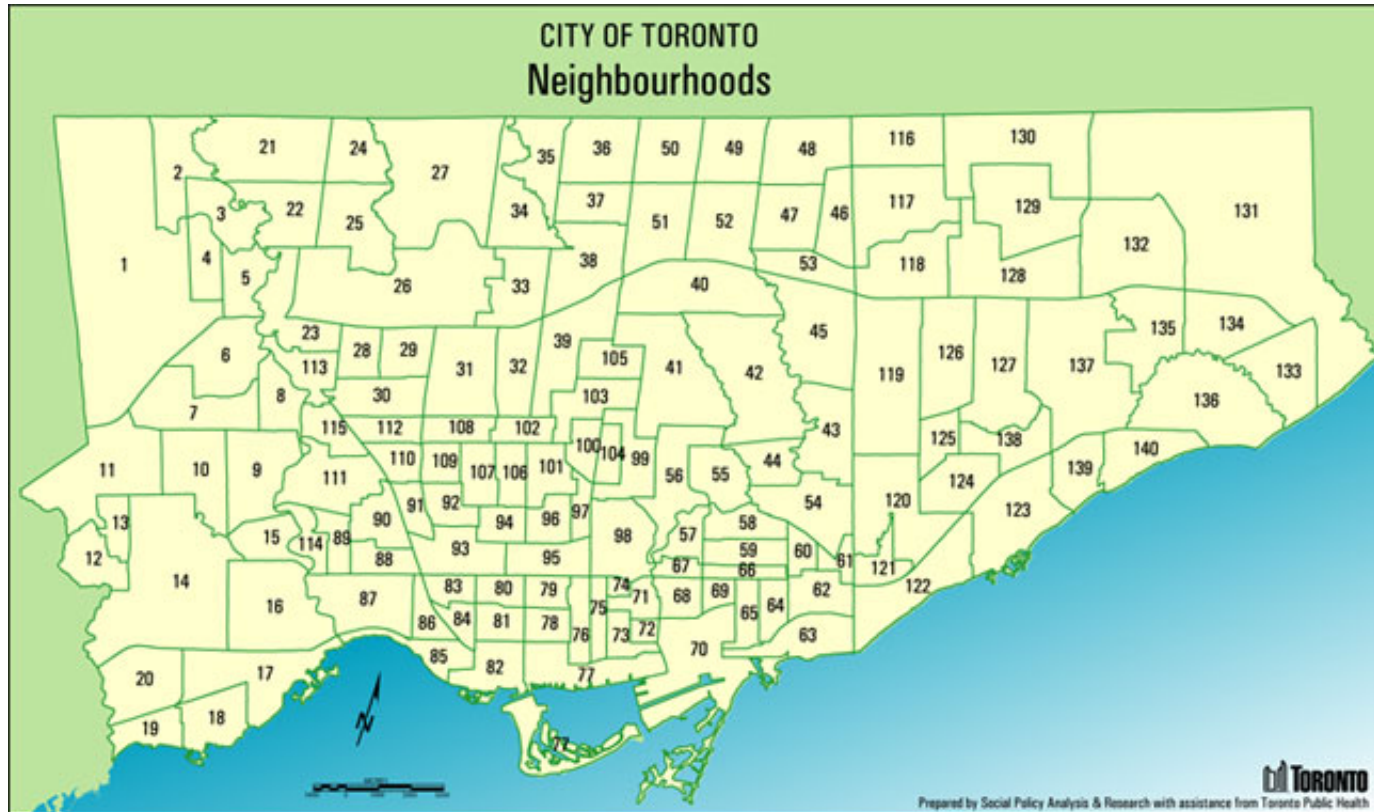 CITY OF TORONTO
Neighbourhoods
116 130
21 24 36 50 49 48
2 27 35
3 22 25 34 37 51 52 47 46 117 129 131
4 132
1 5 26 33 38 40 53 118 128
23 45 135 134
6 113 28 29 31 32 39 105 41 42 119 126 127 137 133
8 30 103 136
7 115 112 108 102 43 125 138 140
11 10 9 111 110 109 107 106 101 100 104 99 56 55 44 124 139
13 90 91 92 94 96 97 54 120 123
12 15 114 89 88 93 95 98 57 58 59 60 61
14 67 66 121
16 87 83 80 79 75 74 71 68 69 65 64 62 122
86 84 81 78 76 73 72 70 63
20 17 85 82 77
19 18 N
77
TORONTO
Prepared by Social Policy Analysis & Research with assistance from Toronto Public Health